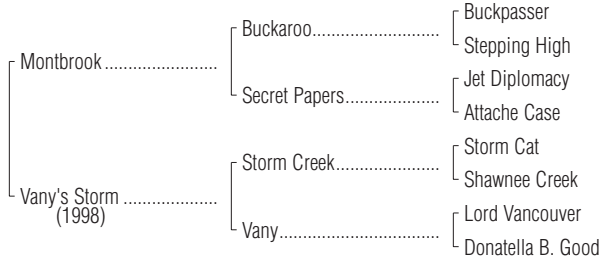 Buckpasser
Buckaroo
Stepping High
Montbrook
Jet Diplomacy
Secret Papers
Attache Case
Storm Cat
Storm Creek
Shawnee Creek
Vany's Storm
(1998)
Lord Vancouver
Vany
Donatella B. Good